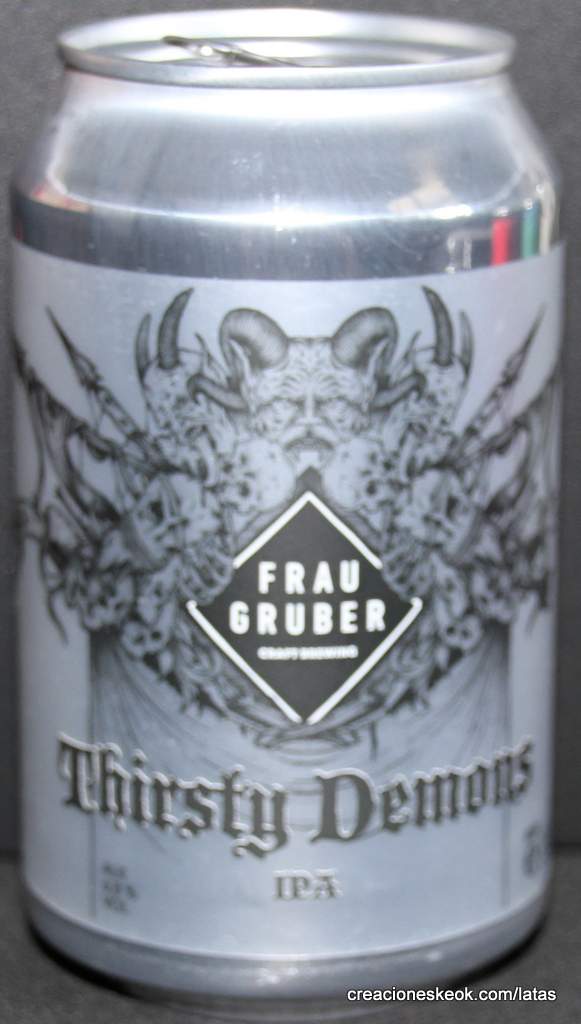 FRAU
GRUBER
CRAFT BREWING
Thirsty Demons
IPA
creacioneskeok.com/latas